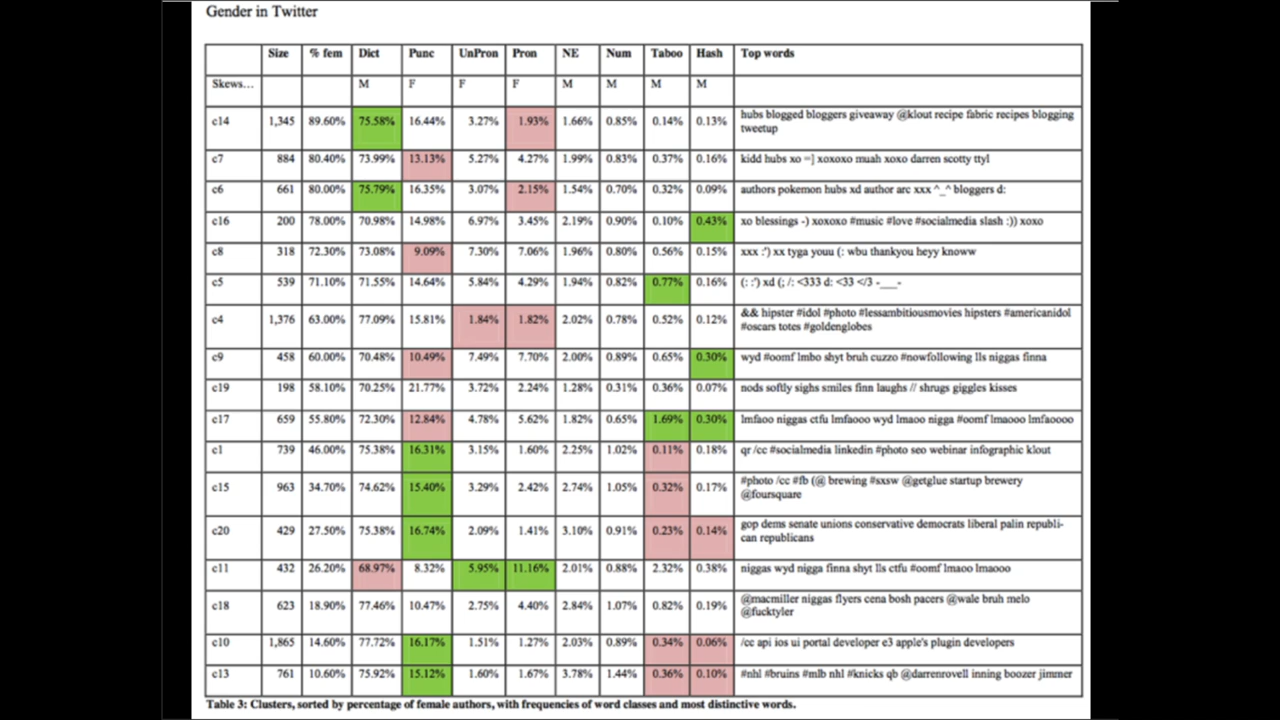 Gender in Twitter
Size % fem Dict Punc UnPron Pron NE Num Taboo Hash Top words
Skews... M F F F M M M M
c14 1,345 89.60% 75.58% 16.44% 3.27% 1.93% 1.66% 0.85% 0.14% 0.13% hubs blogged bloggers giveaway @klout recipe fabric recipes blogging
tweetup
c7 884 80.40% 73.99% 13.13% 5.27% 4.27% 1.99% 0.83% 0.37% 0.16% kidd hubs xo =] xoxoxo muah xoxo darren scotty ttyl
c6 661 80.00% 75.79% 16.35% 3.07% 2.15% 1.54% 0.70% 0.32% 0.09% authors pokemon hubs xd author arc xxx ^_^ bloggers d:
c16 200 78.00% 70.98% 14.98% 6.97% 3.45% 2.19% 0.90% 0.10% 0.43% xo blessings -) xoxoxo #music #love #socialmedia slash :)) xoxo
c8 318 72.30% 73.08% 9.09% 7.30% 7.06% 1.96% 0.80% 0.56% 0.15% xxx :') xx tyga youu (: wbu thankyou heyy knoww
c5 539 71.10% 71.55% 14.64% 5.84% 4.29% 1.94% 0.82% 0.77% 0.16% (: :') xd (; /: <333 d: <33 </3 -___-
c4 1,376 63.00% 77.09% 15.81% 1.84% 1.82% 2.02% 0.78% 0.52% 0.12% && hipster #idol #photo #lessambitiousmovies hipsters #americanidol
#oscars totes #goldenglobes
c9 458 60.00% 70.48% 10.49% 7.49% 7.70% 2.00% 0.89% 0.65% 0.30% wyd #oomf lmbo shyt bruh cuzzo #nowfollowing lls niggas finna
c19 198 58.10% 70.25% 21.77% 3.72% 2.24% 1.28% 0.31% 0.36% 0.07% nods softly sighs smiles finn laughs // shrugs giggles kisses
c17 659 55.80% 72.30% 12.84% 4.78% 5.62% 1.82% 0.65% 1.69% 0.30% lmfaoo niggas ctfu lmfaooo wyd lmaoo nigga #oomf lmaooo lmfaoooo
c1 739 46.00% 75.38% 16.31% 3.15% 1.60% 2.25% 1.02% 0.11% 0.18% qr /cc #socialmedia linkedin #photo seo webinar infographic klout
c15 963 34.70% 74.62% 15.40% 3.29% 2.42% 2.74% 1.05% 0.32% 0.17% #photo /cc #fb (@ brewing #sxsw @getglue startup brewery
@foursquare
c20 429 27.50% 75.38% 16.74% 2.09% 1.41% 3.10% 0.91% 0.23% 0.14% gop dems senate unions conservative democrats liberal palin republi-
can republicans
c11 432 26.20% 68.97% 8.32% 5.95% 11.16% 2.01% 0.88% 2.32% 0.38% niggas wyd nigga finna shyt lls ctfu #oomf lmaoo lmaooo
c18 623 18.90% 77.46% 10.47% 2.75% 4.40% 2.84% 1.07% 0.82% 0.19% @macmiller niggas flyers cena bosh pacers @wale bruh melo
@fucktyler
c10 1,865 14.60% 77.72% 16.17% 1.51% 1.27% 2.03% 0.89% 0.34% 0.06% /cc api ios ui portal developer e3 apple's plugin developers
c13 761 10.60% 75.92% 15.12% 1.60% 1.67% 3.78% 1.44% 0.36% 0.10% #nhl #bruins #mlb nhl #knicks qb @darrenrovell inning boozer jimmer
Table 3: Clusters, sorted by percentage of female authors, with frequencies of word classes and most distinctive words.